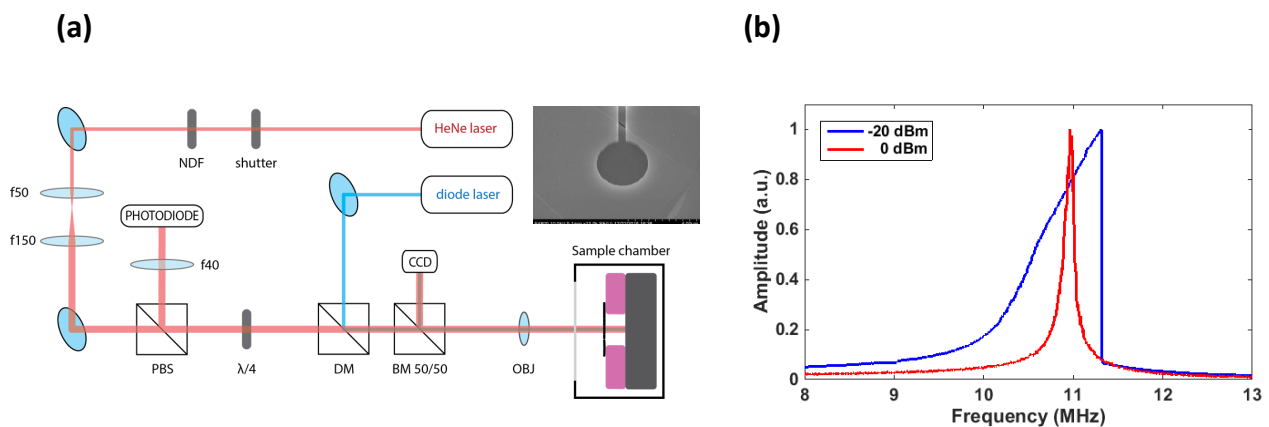 (a)
(b)
HeNe laser
NDF
shutter
diode laser
f50
PHOTODIODE
f150
f40
CCD
Sample chamber
PBS
λ/4
DM
BM 50/50
OBJ
-20 dBm
0 dBm
Amplitude (a.u.)
1
0.8
0.6
0.4
0.2
0
8
9
10
11
12
13
Frequency (MHz)